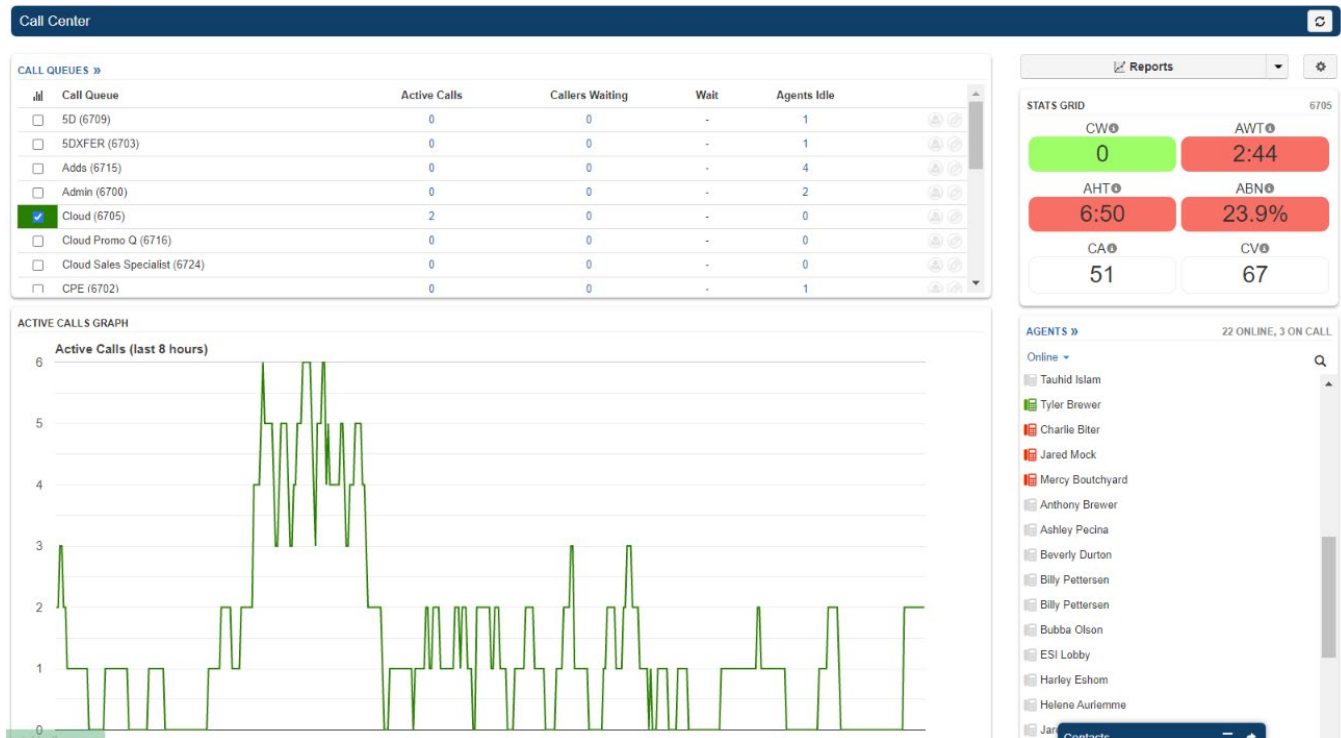 Call Center
CALL QUEUES »
Call Queue Active Calls Callers Waiting Wait Agents Idle
5D (6709) 0 0 - 1
5DXFER (6703) 0 0 - 1
Adds (6715) 0 0 - 4
Admin (6700) 0 0 - 2
Cloud (6705) 2 0 - 0
Cloud Promo Q (6716) 0 0 - 0
Cloud Sales Specialist (6724) 0 0 - 0
CPE (6702) 0 0 - 1
ACTIVE CALLS GRAPH
Active Calls (last 8 hours)
6
5
4
3
2
1
0
Reports
STATS GRID 6705
CW AWT
0 2:44
AHT ABN
6:50 23.9%
CA CV
51 67
AGENTS » 22 ONLINE, 3 ON CALL
Online
Tauhid Islam
Tyler Brewer
Charlie Biter
Jared Mock
Mercy Boutchyard
Anthony Brewer
Ashley Pecina
Beverly Durton
Billy Pettersen
Billy Pettersen
Bubba Olson
ESI Lobby
Harley Eshom
Helene Auriemme
Contacts